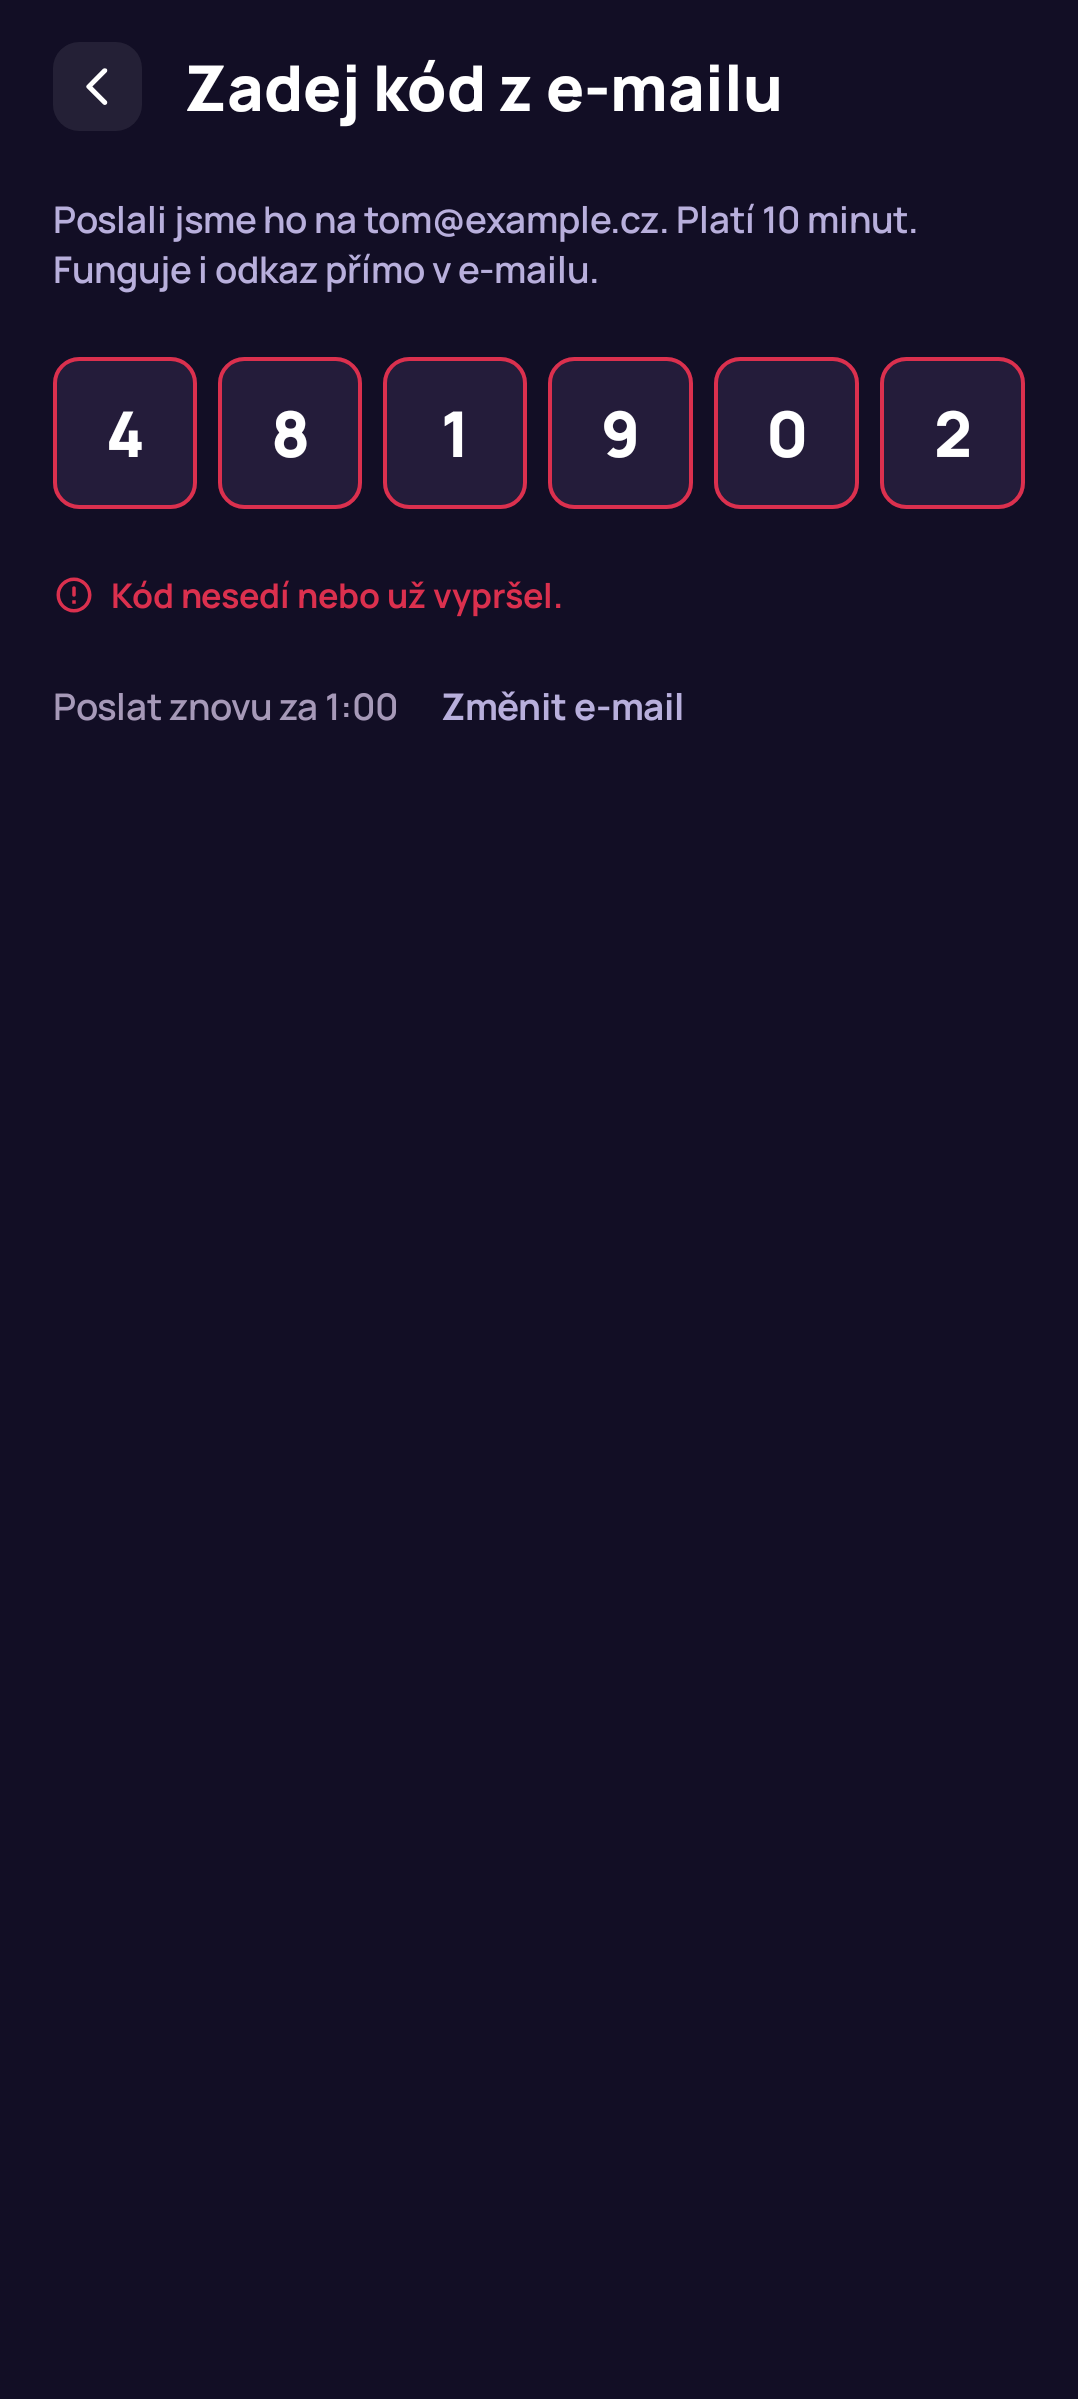 Zadej kód z e-mailu
Poslali jsme ho na tom@example.cz. Platí 10 minut.
Funguje i odkaz přímo v e-mailu.
4 8 1 9 0 2
Kód nesedí nebo už vypršel.
Poslat znovu za 1:00 Změnit e-mail